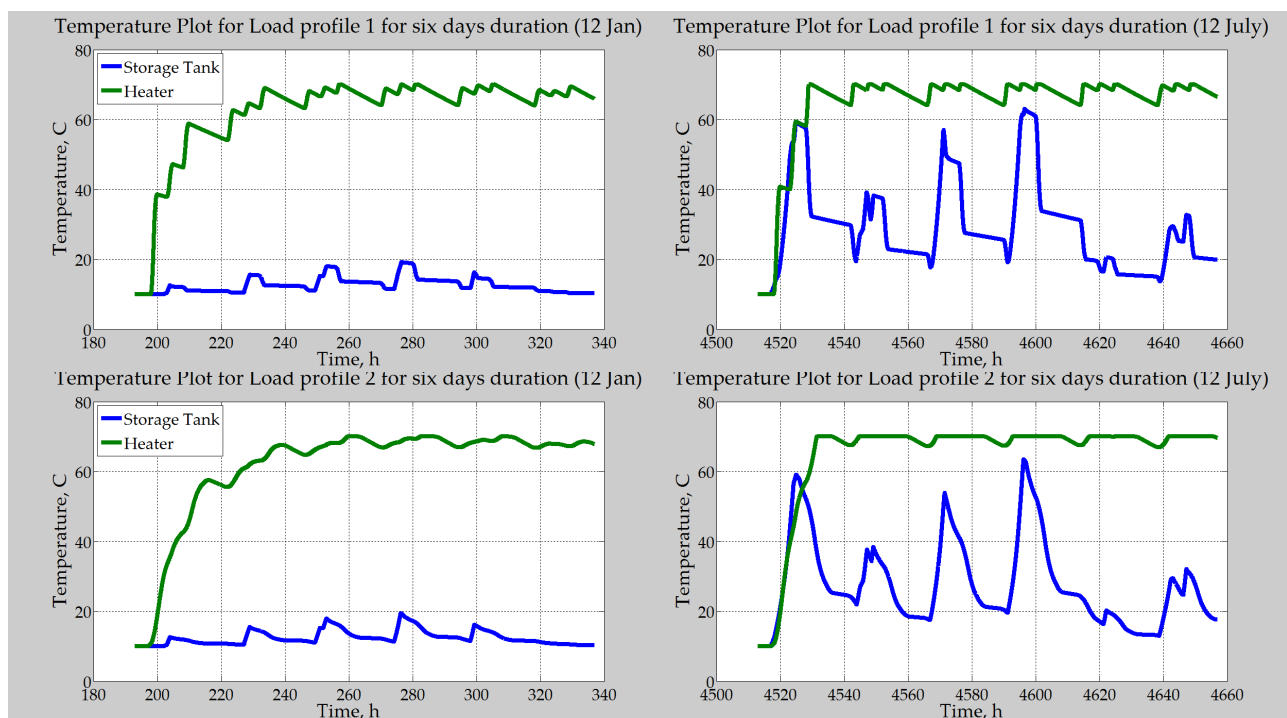 Temperature Plot for Load profile 1 for six days duration (12 Jan)
80
60
40
20
0
Temperature, C
Storage Tank
Heater
180 200 220 240 260 280 300 320 340
Time, h
Temperature Plot for Load profile 1 for six days duration (12 July)
80
60
40
20
0
Temperature, C
4500 4520 4540 4560 4580 4600 4620 4640 4660
Time, h
Temperature Plot for Load profile 2 for six days duration (12 Jan)
80
60
40
20
0
Temperature, C
Storage Tank
Heater
180 200 220 240 260 280 300 320 340
Time, h
Temperature Plot for Load profile 2 for six days duration (12 July)
80
60
40
20
0
Temperature, C
4500 4520 4540 4560 4580 4600 4620 4640 4660
Time, h